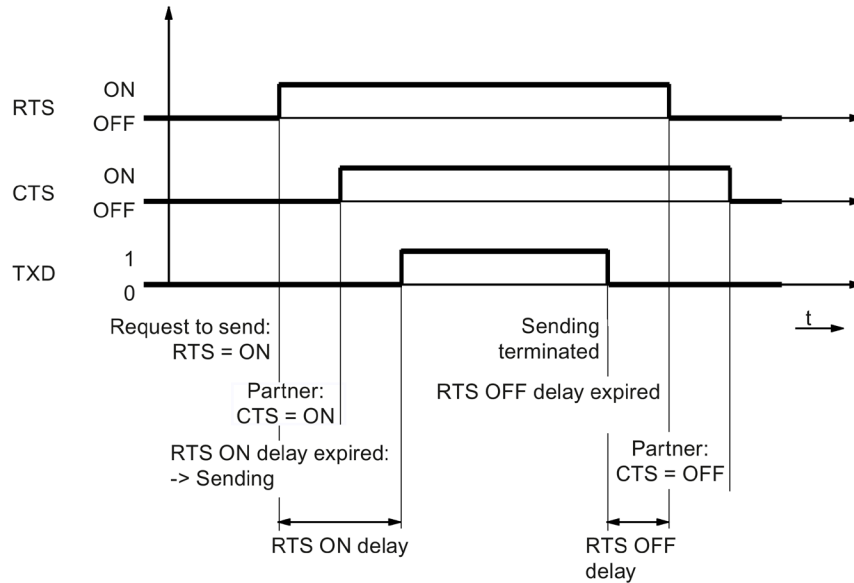 RTS
ON
OFF
CTS
ON
OFF
TXD
1
0
t
Request to send:
RTS = ON
Sending
terminated
Partner:
CTS = ON
RTS OFF delay expired
RTS ON delay expired:
-> Sending
Partner:
CTS = OFF
RTS ON delay
RTS OFF
delay